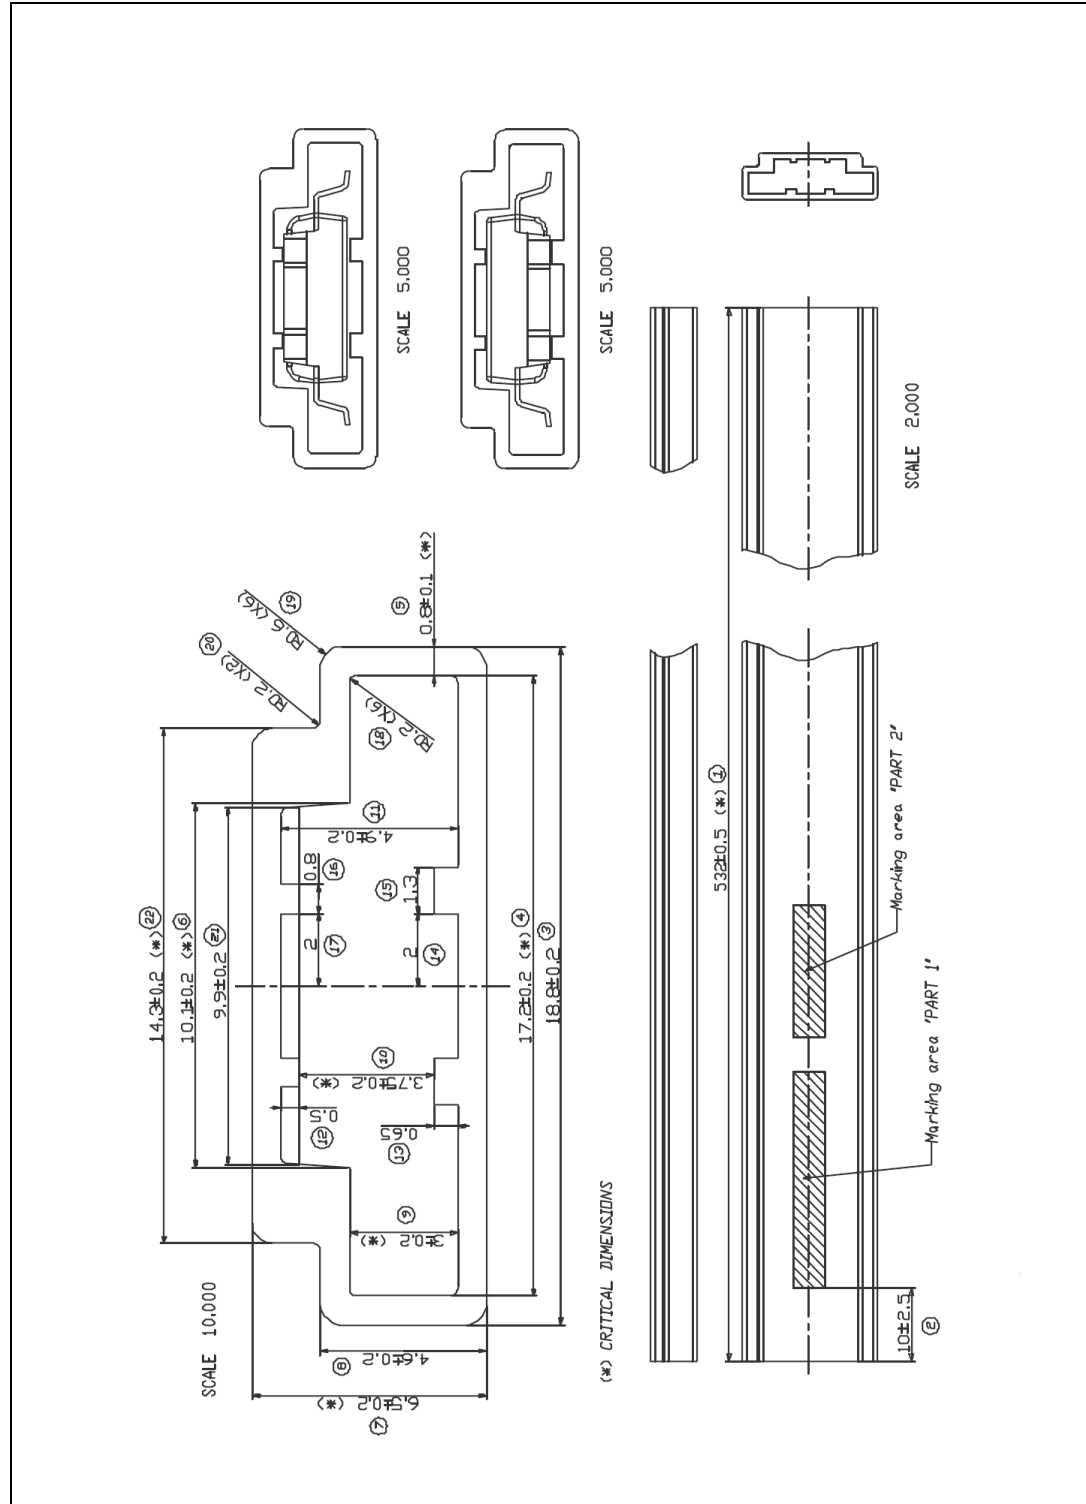 SCALE 5.000
SCALE 5.000
SCALE 2.000
SCALE 10.000
14.3±0.2 (*) 22
10.1±0.2 (*) 6
9.9±0.2 21
R0.2 (X2) 20
R0.6 (X6) 19
0.8±0.1 (*) 5
R0.2 (X6) 18
4.9±0.2 11
0.8 16
1.3 15
2 17
2 14
3.75±0.2 (*) 10
0.5 12
0.65 13
3±0.2 (*) 9
17.2±0.2 (*) 4
18.8±0.2 3
4.6±0.2 8
6.5±0.2 (*) 7
(*) CRITICAL DIMENSIONS
532±0.5 (*) 1
Marking area "PART 2"
Marking area "PART 1"
10±2.5 2